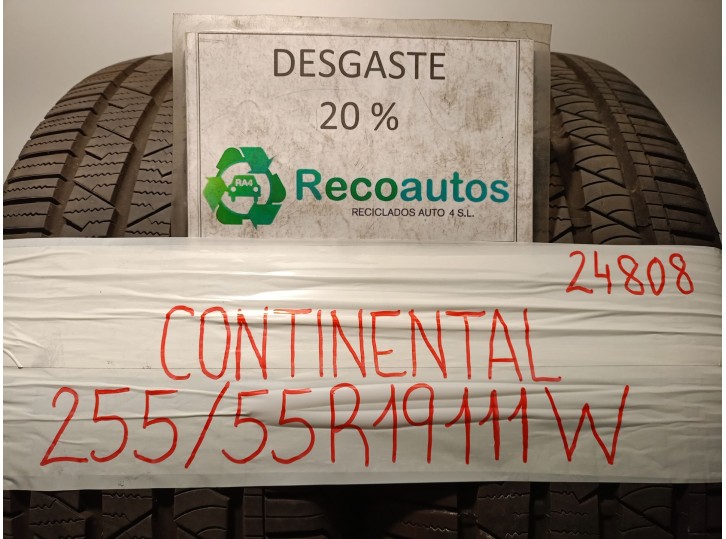 DESGASTE
20 %
RA4
Recoautos
RECICLADOS AUTO 4 S.L.
24808
CONTINENTAL
255/55R19111W